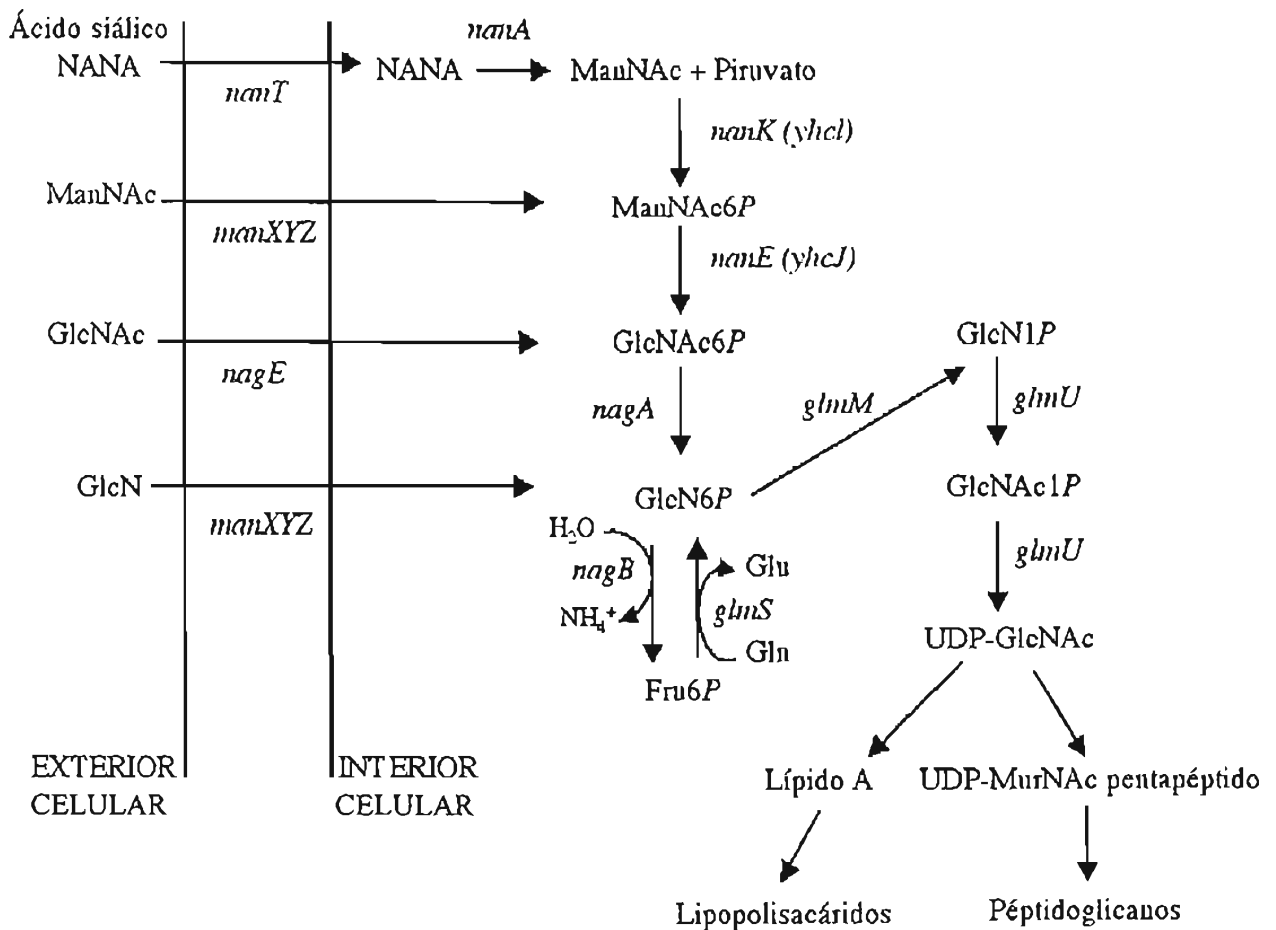 Ácido siálico
NANA
nanT
NANA
nanA
ManNAc + Piruvato
nanK (yhcI)
ManNAc
manXYZ
ManNAc6P
nanE (yhcJ)
GlcNAc
nagE
GlcNAc6P
nagA
glmM
GlcN1P
glmU
GlcN
manXYZ
GlcN6P
GlcNAc1P
glmU
H2O
nagB
NH4+
Glu
glmS
Gln
Fru6P
UDP-GlcNAc
EXTERIOR
CELULAR
INTERIOR
CELULAR
Lípido A
UDP-MurNAc pentapéptido
Lipopolisacáridos
Péptidoglicanos